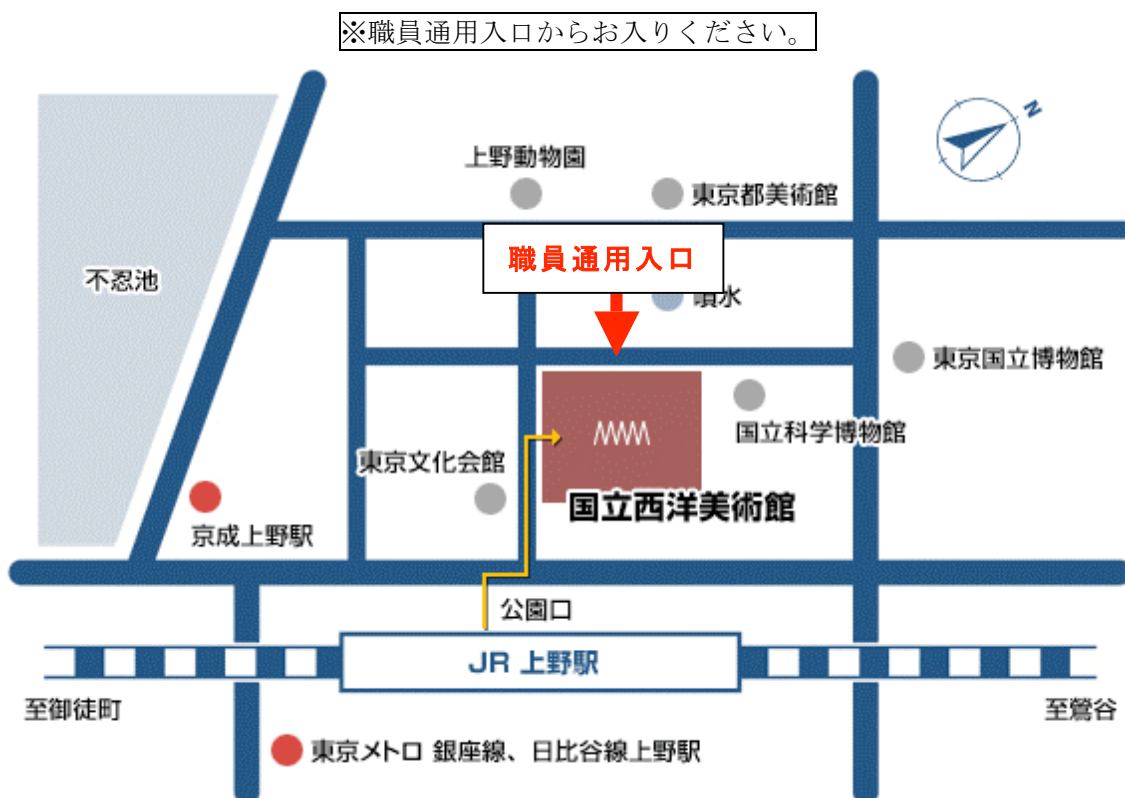 ※職員通用入口からお入りください。
N
上野動物園
東京都美術館
職員通用入口
噴水
不忍池
東京国立博物館
国立科学博物館
東京文化会館
国立西洋美術館
京成上野駅
公園口
JR 上野駅
至御徒町
至鶯谷
東京メトロ 銀座線、日比谷線上野駅